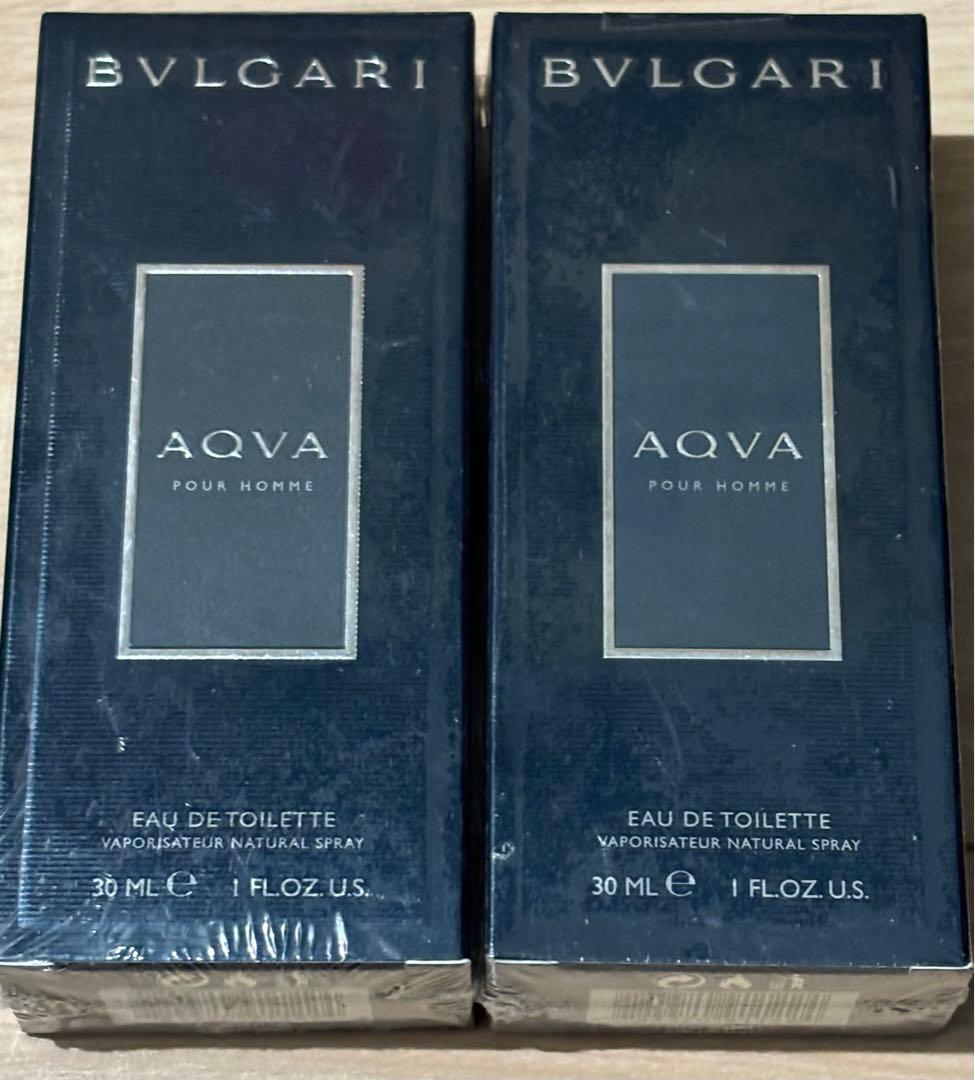 BVLGARI
AQVA
POUR HOMME
EAU DE TOILETTE
VAPORISATEUR NATURAL SPRAY
30 ML e 1 FL.OZ. U.S.
BVLGARI
AQVA
POUR HOMME
EAU DE TOILETTE
VAPORISATEUR NATURAL SPRAY
30 ML e 1 FL.OZ. U.S.